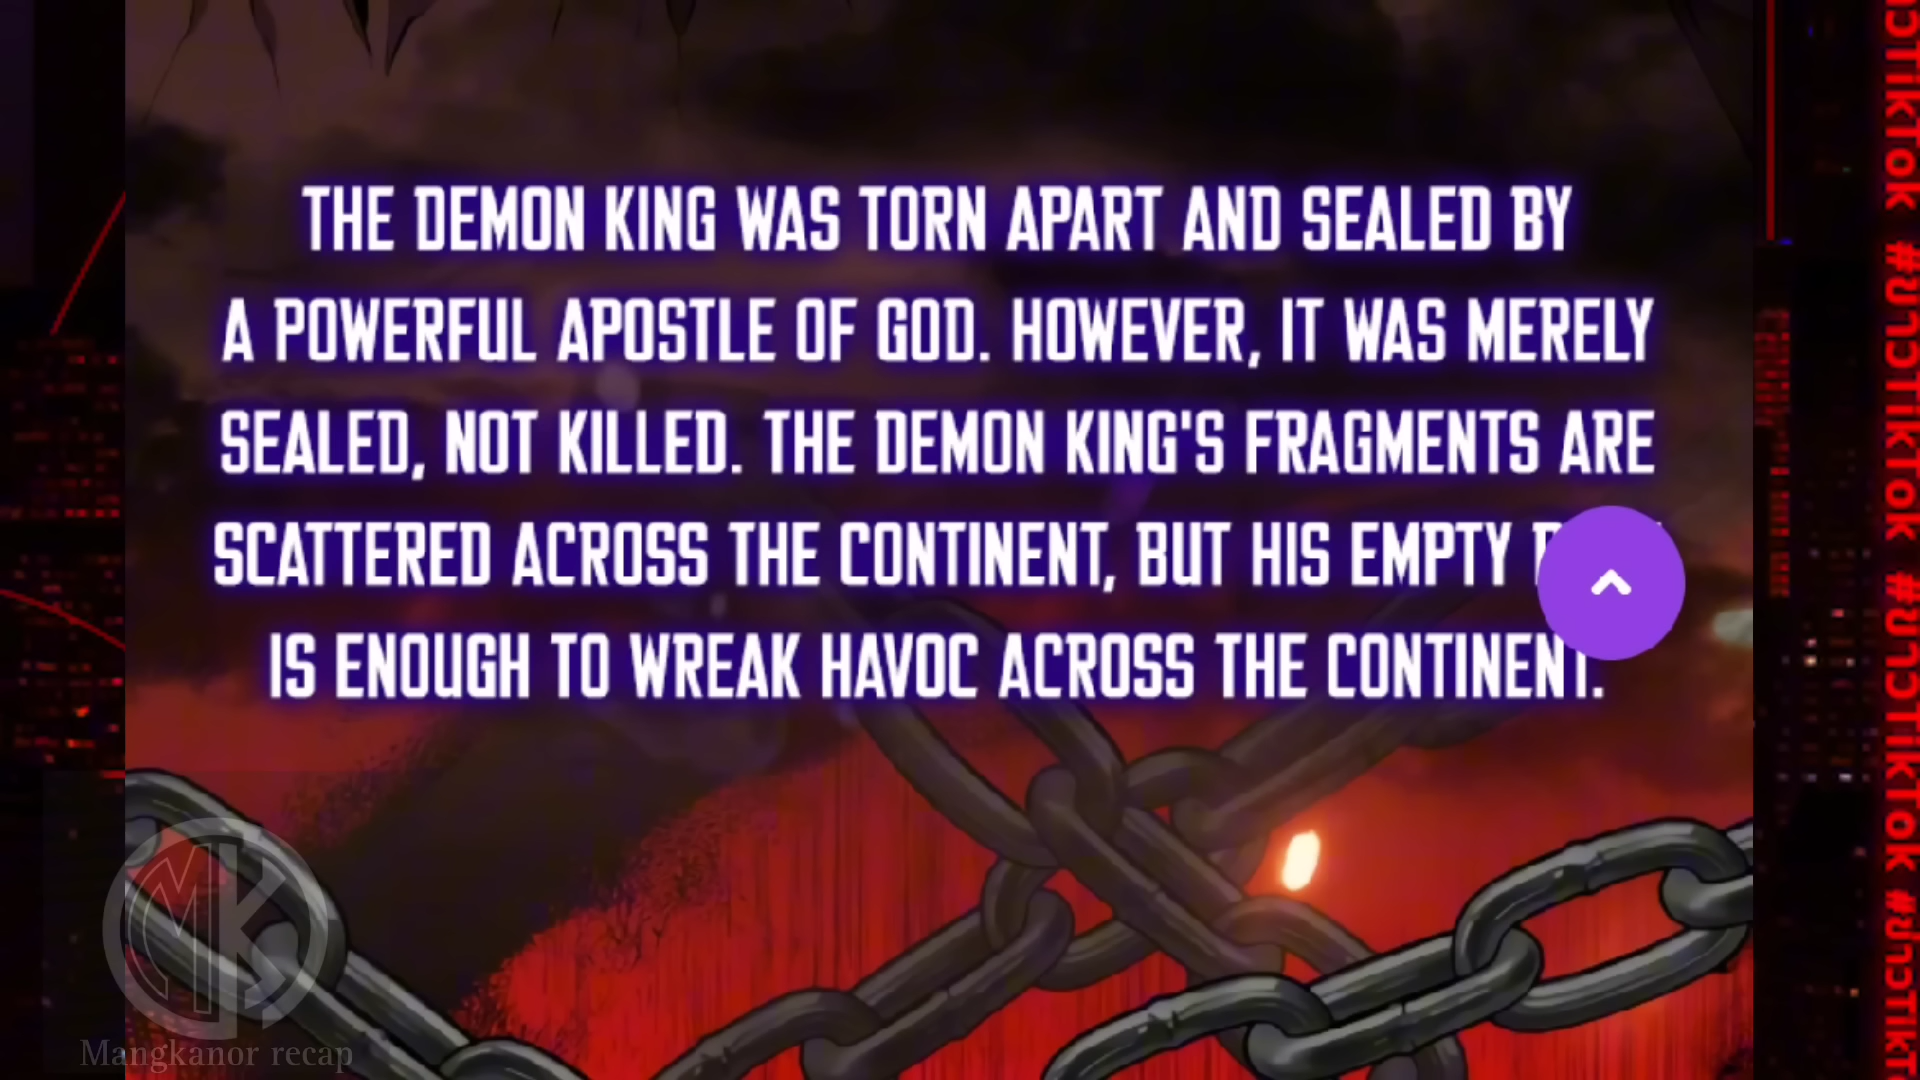 THE DEMON KING WAS TORN APART AND SEALED BY
A POWERFUL APOSTLE OF GOD. HOWEVER, IT WAS MERELY
SEALED, NOT KILLED. THE DEMON KING'S FRAGMENTS ARE
SCATTERED ACROSS THE CONTINENT, BUT HIS EMPTY
IS ENOUGH TO WREAK HAVOC ACROSS THE CONTINENT.
MK
Mangkanor recap